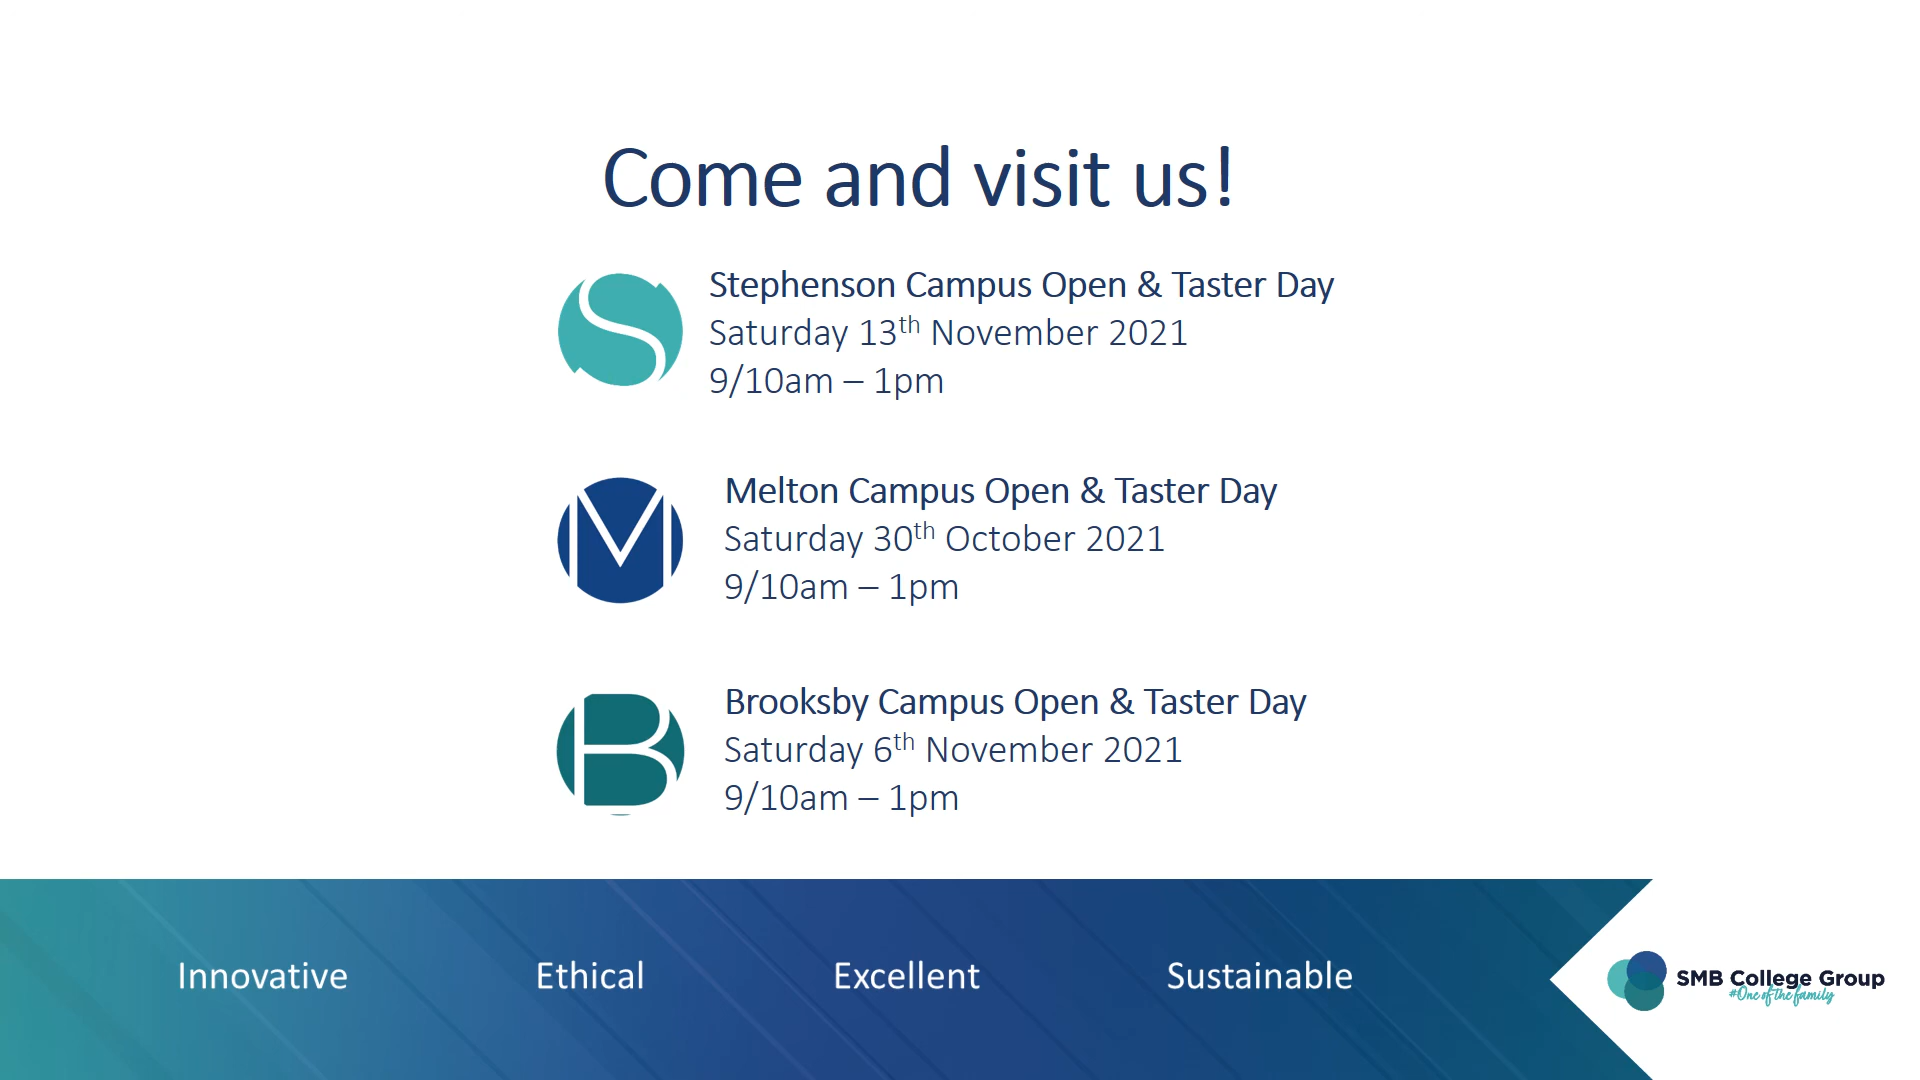 Come and visit us!
S
Stephenson Campus Open & Taster Day
Saturday 13th November 2021
9/10am – 1pm
M
Melton Campus Open & Taster Day
Saturday 30th October 2021
9/10am – 1pm
B
Brooksby Campus Open & Taster Day
Saturday 6th November 2021
9/10am – 1pm
Innovative
Ethical
Excellent
Sustainable
SMB College Group
#One of the family